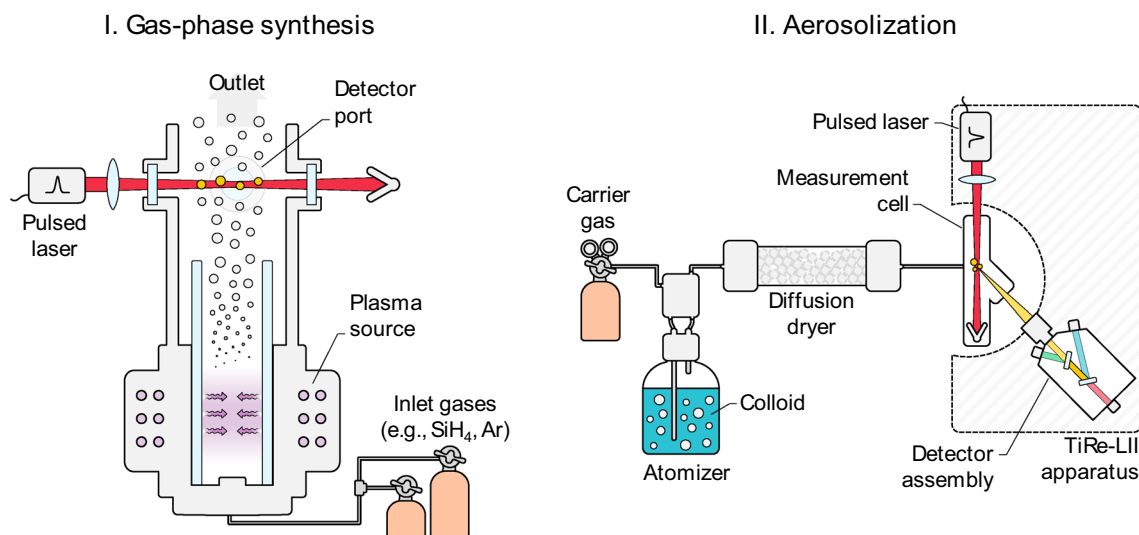 I. Gas-phase synthesis
Outlet
Detector
port
Pulsed
laser
Plasma
source
Inlet gases
(e.g., SiH₄, Ar)
II. Aerosolization
Pulsed laser
Measurement
cell
Carrier
gas
Diffusion
dryer
Colloid
Atomizer
Detector
assembly
TiRe-LII
apparatus